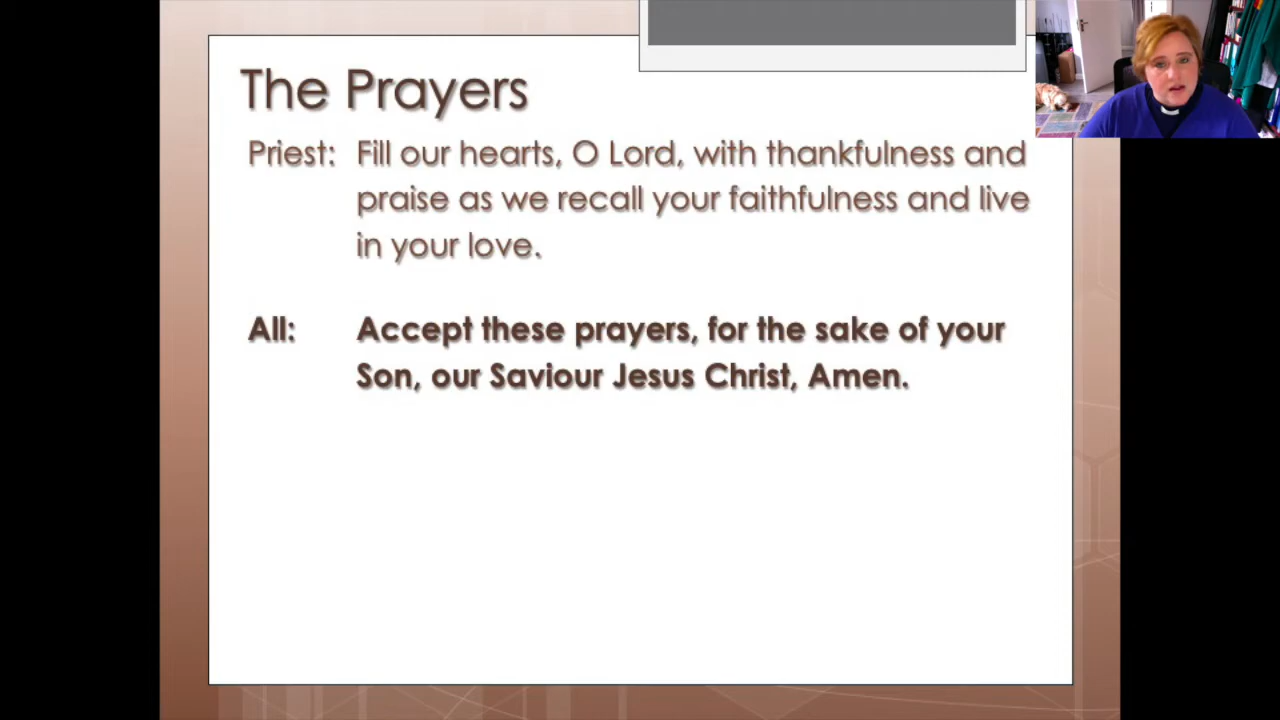 The Prayers
Priest: Fill our hearts, O Lord, with thankfulness and
praise as we recall your faithfulness and live
in your love.
All: Accept these prayers, for the sake of your
Son, our Saviour Jesus Christ, Amen.